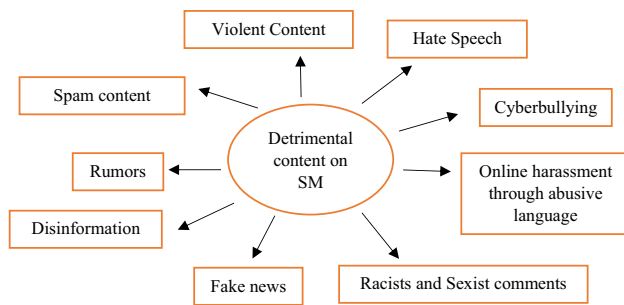 Violent Content
Hate Speech
Spam content
Cyberbullying
Detrimental
content on
SM
Rumors
Online harassment
through abusive
language
Disinformation
Fake news
Racists and Sexist comments